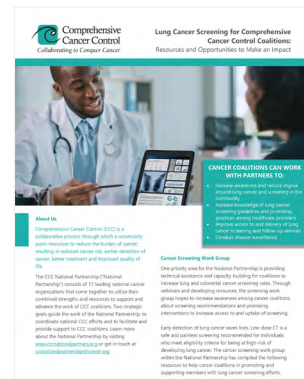 Comprehensive
Cancer Control
Collaborating to Conquer Cancer
Lung Cancer Screening for Comprehensive
Cancer Control Coalitions:
Resources and Opportunities to Make an Impact
CANCER COALITIONS CAN WORK
WITH PARTNERS TO:
• Increase awareness and reduce stigma
around lung cancer and screening in the
community
• Increase knowledge of lung cancer
screening guidelines and promising
practices among healthcare providers
• Improve access to and delivery of lung
cancer screening and follow up services
• Conduct disease surveillance
About Us
Comprehensive Cancer Control (CCC) is a
collaborative process through which a community
pools resources to reduce the burden of cancer,
resulting in reduced risk, earlier detection of
cancer, better treatment and improved quality of
life.
The CCC National Partnership ('National
Partnership') consists of 17 leading national cancer
organizations that come together to utilize their
combined strengths and resources to support and
advance the work of CCC coalitions. Two strategic
goals guide the work of the National Partnership to
coordinate national CCC efforts and to facilitate and
provide support to CCC coalitions. Learn more
about the National Partnership by visiting
www.cccnationalpartners.org or get in touch at
Cancer Screening Work Group
One priority area for the National Partnership is providing
technical assistance and capacity-building for coalitions to
increase lung and colorectal cancer screening rates. Through
webinars and developing resources, the screening work
group hopes to increase awareness among cancer coalitions
about screening recommendations and promising
interventions to increase access to and uptake of screening.
Early detection of lung cancer saves lives. Low-dose CT is a
safe and painless screening recommended for individuals
who meet eligibility criteria for being at high-risk of
developing lung cancer. The cancer screening work group
within the National Partnership has compiled the following
resources to help cancer coalitions in promoting and
supporting members with lung cancer screening efforts.